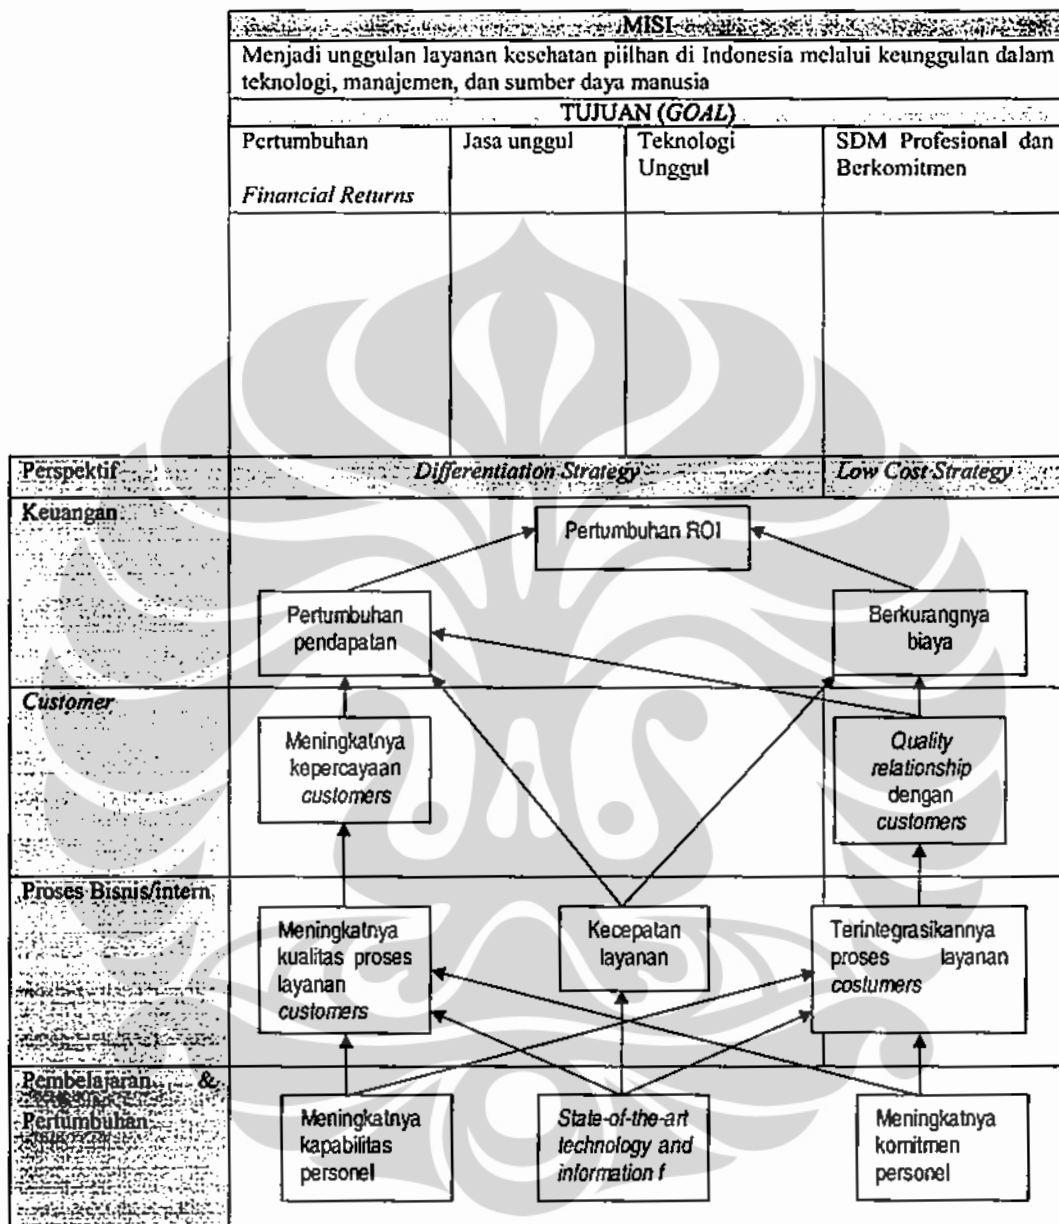 MISI
Menjadi unggulan layanan kesehatan piilhan di Indonesia melalui keunggulan dalam
teknologi, manajemen, dan sumber daya manusia
TUJUAN (GOAL)
Pertumbuhan
Financial Returns
Jasa unggul
Teknologi
Unggul
SDM Profesional dan
Berkomitmen
Perspektif
Differentiation Strategy
Low Cost Strategy
Keuangan
Pertumbuhan ROI
Pertumbuhan
pendapatan
Berkurangnya
biaya
Customer
Meningkatnya
kepercayaan
customers
Quality
relationship
dengan
customers
Proses Bisnis/intern
Meningkatnya
kualitas proses
layanan
customers
Kecepatan
layanan
Terintegrasikannya
proses layanan
costumers
Pembelajaran &
Pertumbuhan
Meningkatnya
kapabilitas
personel
State-of-the-art
technology and
information f
Meningkatnya
komitmen
personel